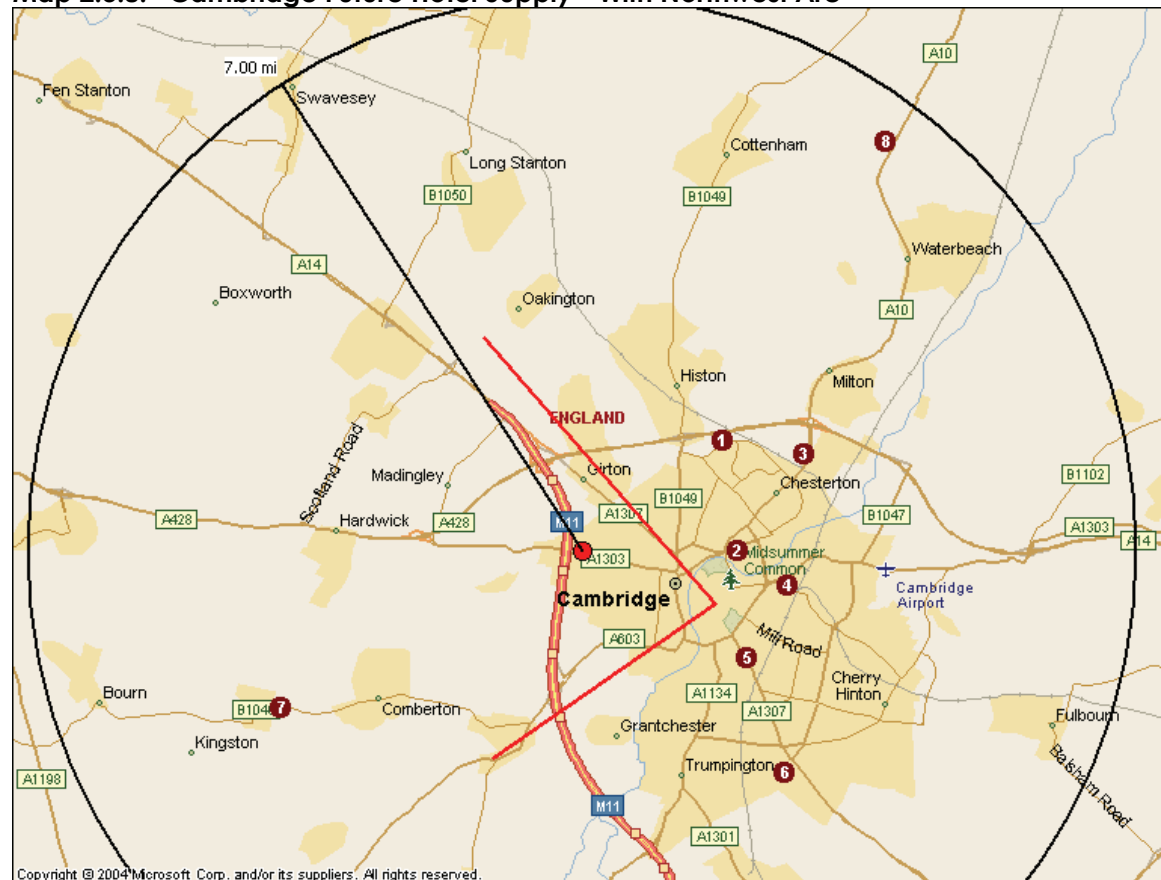 7.00 mi
A10
Fen Stanton
Swavesey
8
Cottenham
Long Stanton
B1050
B1049
Waterbeach
A14
Boxworth
Oakington
A10
Histon
Milton
ENGLAND
1
3
Scotland Road
Madingley
Girton
B1102
Chesterton
B1049
A1307
B1047
A428
Hardwick
A428
M11
A1303
A14
2
Midsummer
Common
A1303
4
Cambridge
Airport
Cambridge
Mill Road
A603
5
Cherry
Hinton
A1134
Bourn
7
Comberton
A1307
Grantchester
Fulbourn
Kingston
Trumpington
6
Balsham Road
A1198
M11
A1301
Copyright © 2004 Microsoft Corp. and/or its suppliers. All rights reserved.